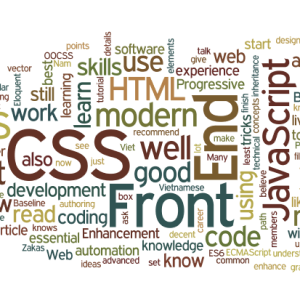 points
details
start
design
OOCSS
software
elements
talk
give
web
Nam
best
skills
use
experience
vector
learning
HTML
Progressive
inheritance
Eloquent
still
learn
tutorial
finish
concepts
tricks
technical
work
modern
recommend
lot
make
Many
least
End
JavaScript
CSS
well
also
now
just
Viet
good
using
believe
development
Vietnamese
Front
Baseline
authoring
box
ask
decent
career
path
members
read
coding
code
knows
Enhancement
essential
knowledge
ES6
ECMAScript
understand
Zakas
Web
automation
set
know
common
ideas
advanced
enhance